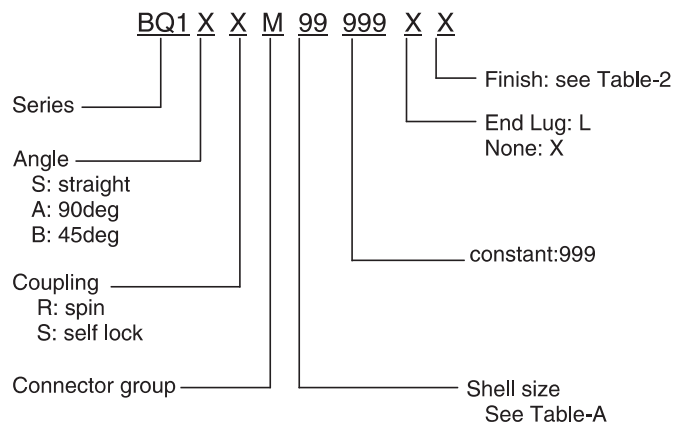 BQ1 X X M 99 999 X X
Finish: see Table-2
Series
End Lug: L
None: X
Angle
S: straight
A: 90deg
B: 45deg
constant:999
Coupling
R: spin
S: self lock
Connector group
Shell size
See Table-A